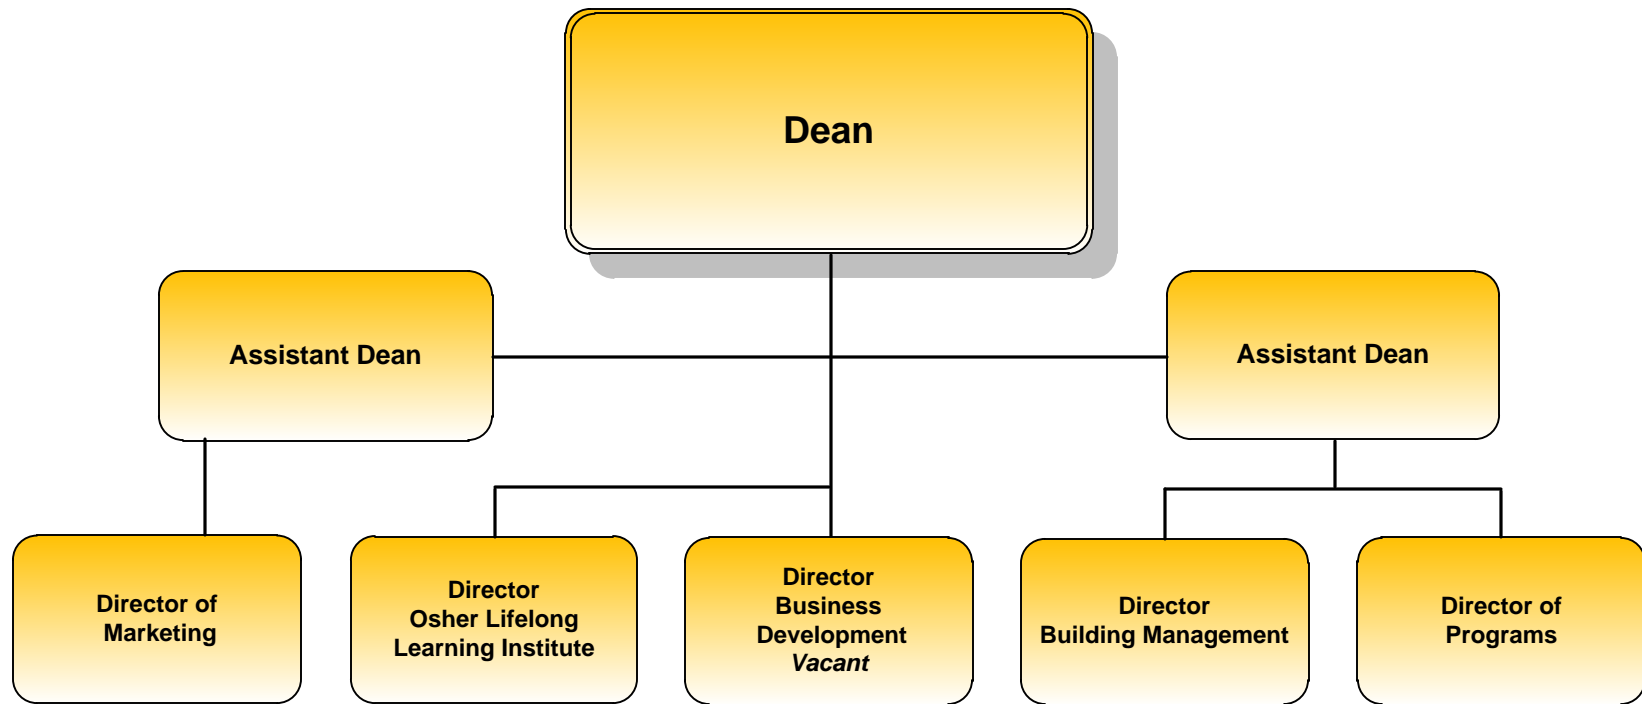 Dean
Assistant Dean
Assistant Dean
Director of
Marketing
Director
Osher Lifelong
Learning Institute
Director
Business
Development
Vacant
Director
Building Management
Director of
Programs